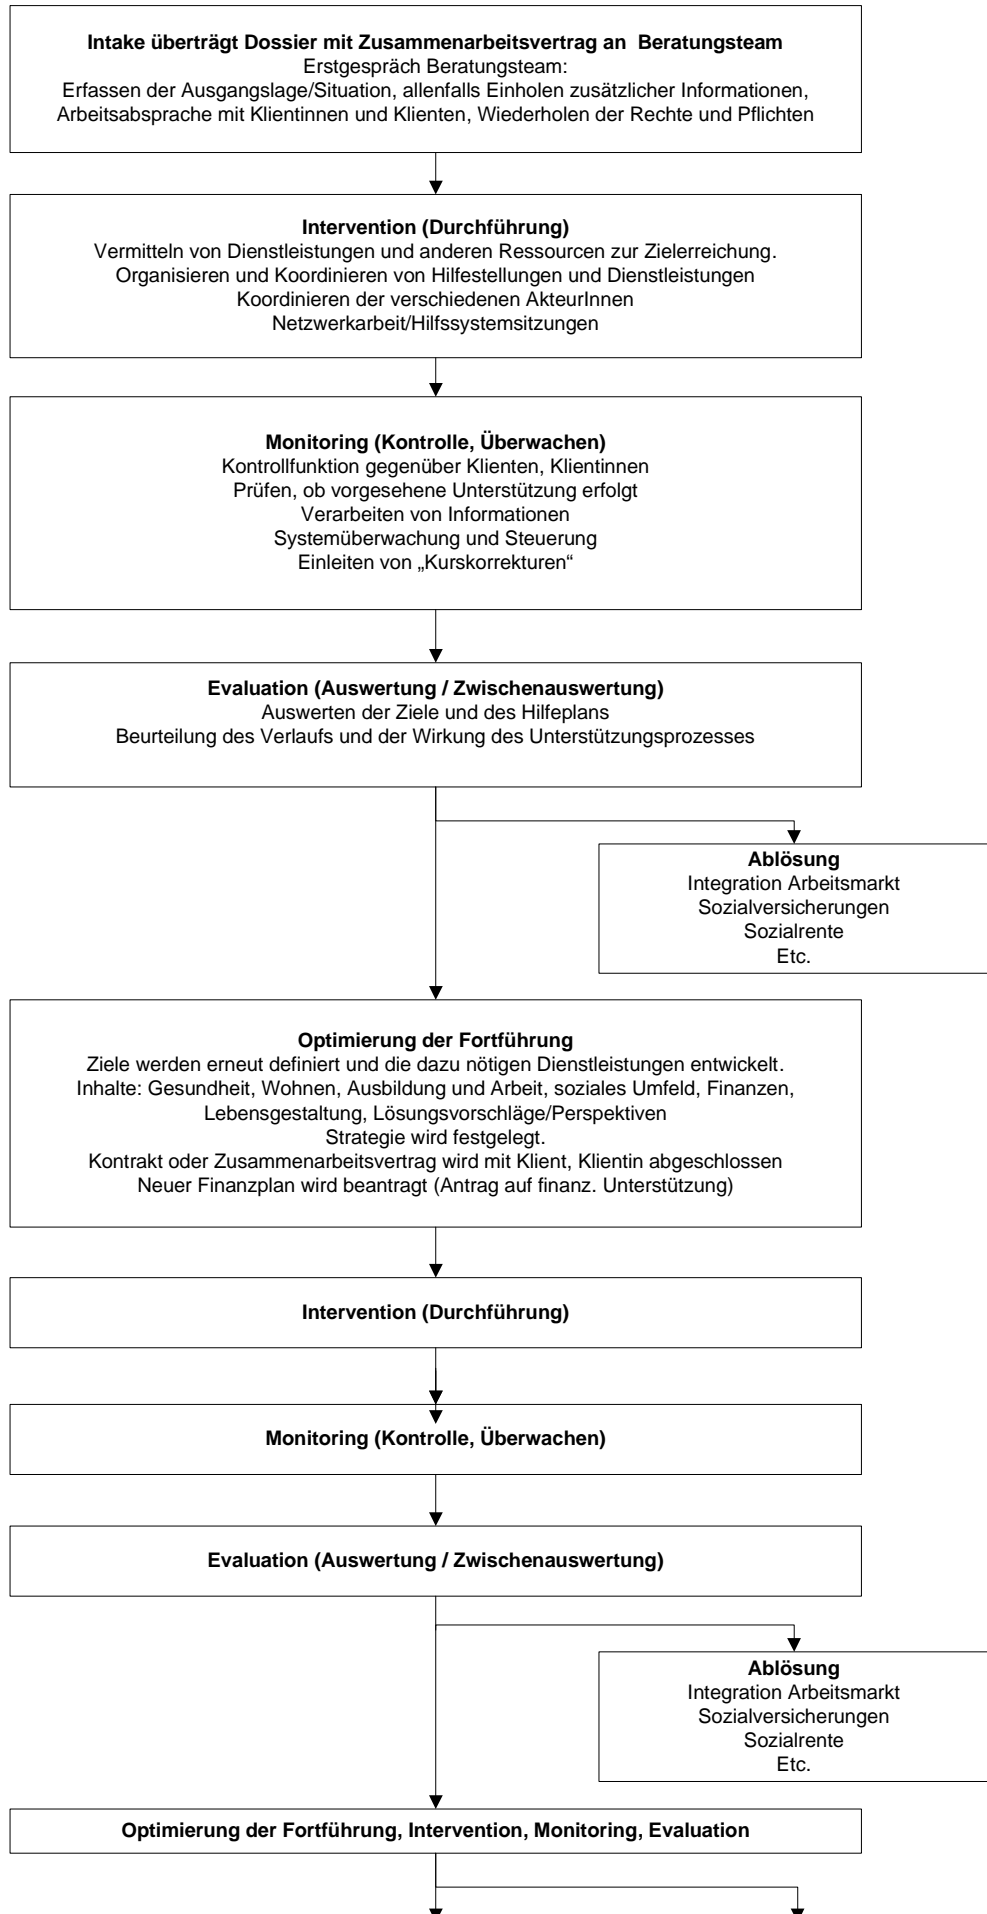 Intake überträgt Dossier mit Zusammenarbeitsvertrag an  Beratungsteam
Erstgespräch Beratungsteam:
Erfassen der Ausgangslage/Situation, allenfalls Einholen zusätzlicher Informationen,
Arbeitsabsprache mit Klientinnen und Klienten, Wiederholen der Rechte und Pflichten
Intervention (Durchführung)
Vermitteln von Dienstleistungen und anderen Ressourcen zur Zielerreichung.
Organisieren und Koordinieren von Hilfestellungen und Dienstleistungen
Koordinieren der verschiedenen AkteurInnen
Netzwerkarbeit/Hilfssystemsitzungen
Monitoring (Kontrolle, Überwachen)
Kontrollfunktion gegenüber Klienten, Klientinnen
Prüfen, ob vorgesehene Unterstützung erfolgt
Verarbeiten von Informationen
Systemüberwachung und Steuerung
Einleiten von „Kurskorrekturen“
Evaluation (Auswertung / Zwischenauswertung)
Auswerten der Ziele und des Hilfeplans
Beurteilung des Verlaufs und der Wirkung des Unterstützungsprozesses
Ablösung
Integration Arbeitsmarkt
Sozialversicherungen
Sozialrente
Etc.
Optimierung der Fortführung
Ziele werden erneut definiert und die dazu nötigen Dienstleistungen entwickelt.
Inhalte: Gesundheit, Wohnen, Ausbildung und Arbeit, soziales Umfeld, Finanzen,
Lebensgestaltung, Lösungsvorschläge/Perspektiven
Strategie wird festgelegt.
Kontrakt oder Zusammenarbeitsvertrag wird mit Klient, Klientin abgeschlossen
Neuer Finanzplan wird beantragt (Antrag auf finanz. Unterstützung)
Intervention (Durchführung)
Monitoring (Kontrolle, Überwachen)
Evaluation (Auswertung / Zwischenauswertung)
Ablösung
Integration Arbeitsmarkt
Sozialversicherungen
Sozialrente
Etc.
Optimierung der Fortführung, Intervention, Monitoring, Evaluation